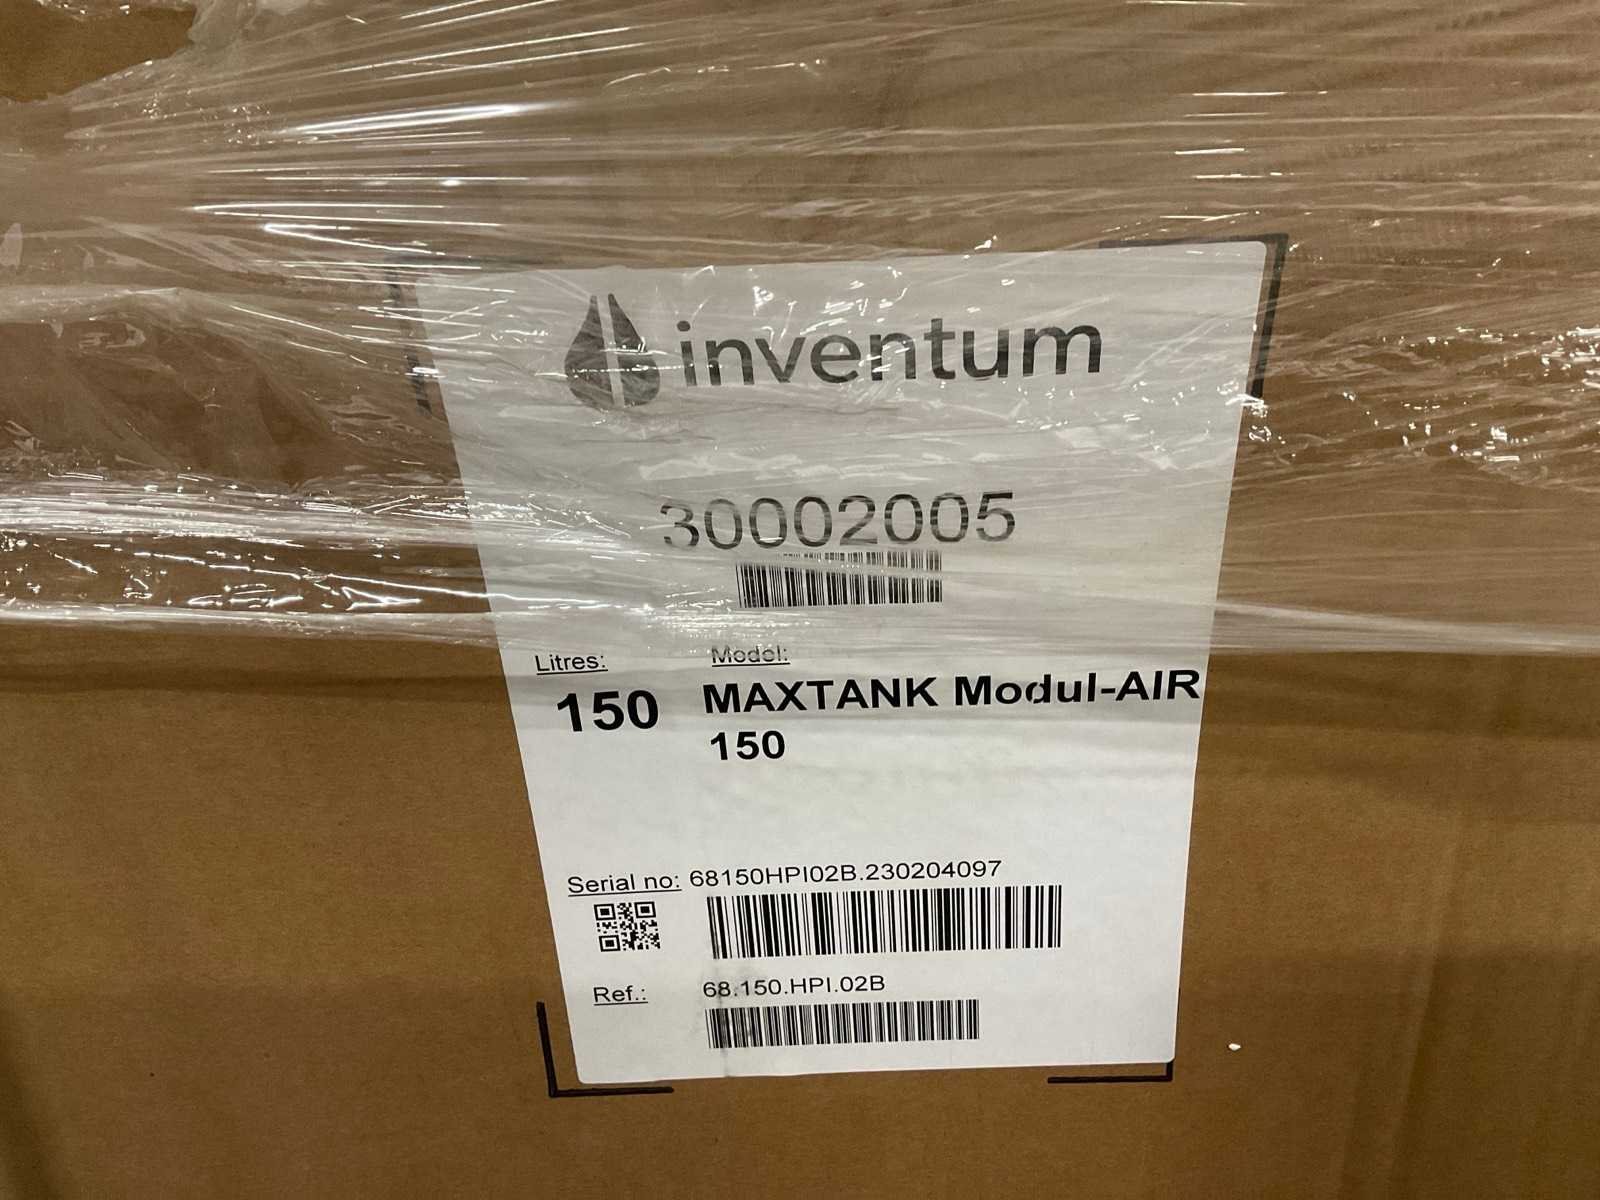 inventum
30002005
Litres: Model:
150 MAXTANK Modul-AIR
150
Serial no: 68150HPI02B.230204097
Ref.: 68.150.HPI.02B